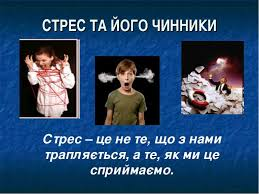 СТРЕС ТА ЙОГО ЧИННИКИ
Стрес – це не те, що з нами
трапляється, а те, як ми це
сприймаємо.